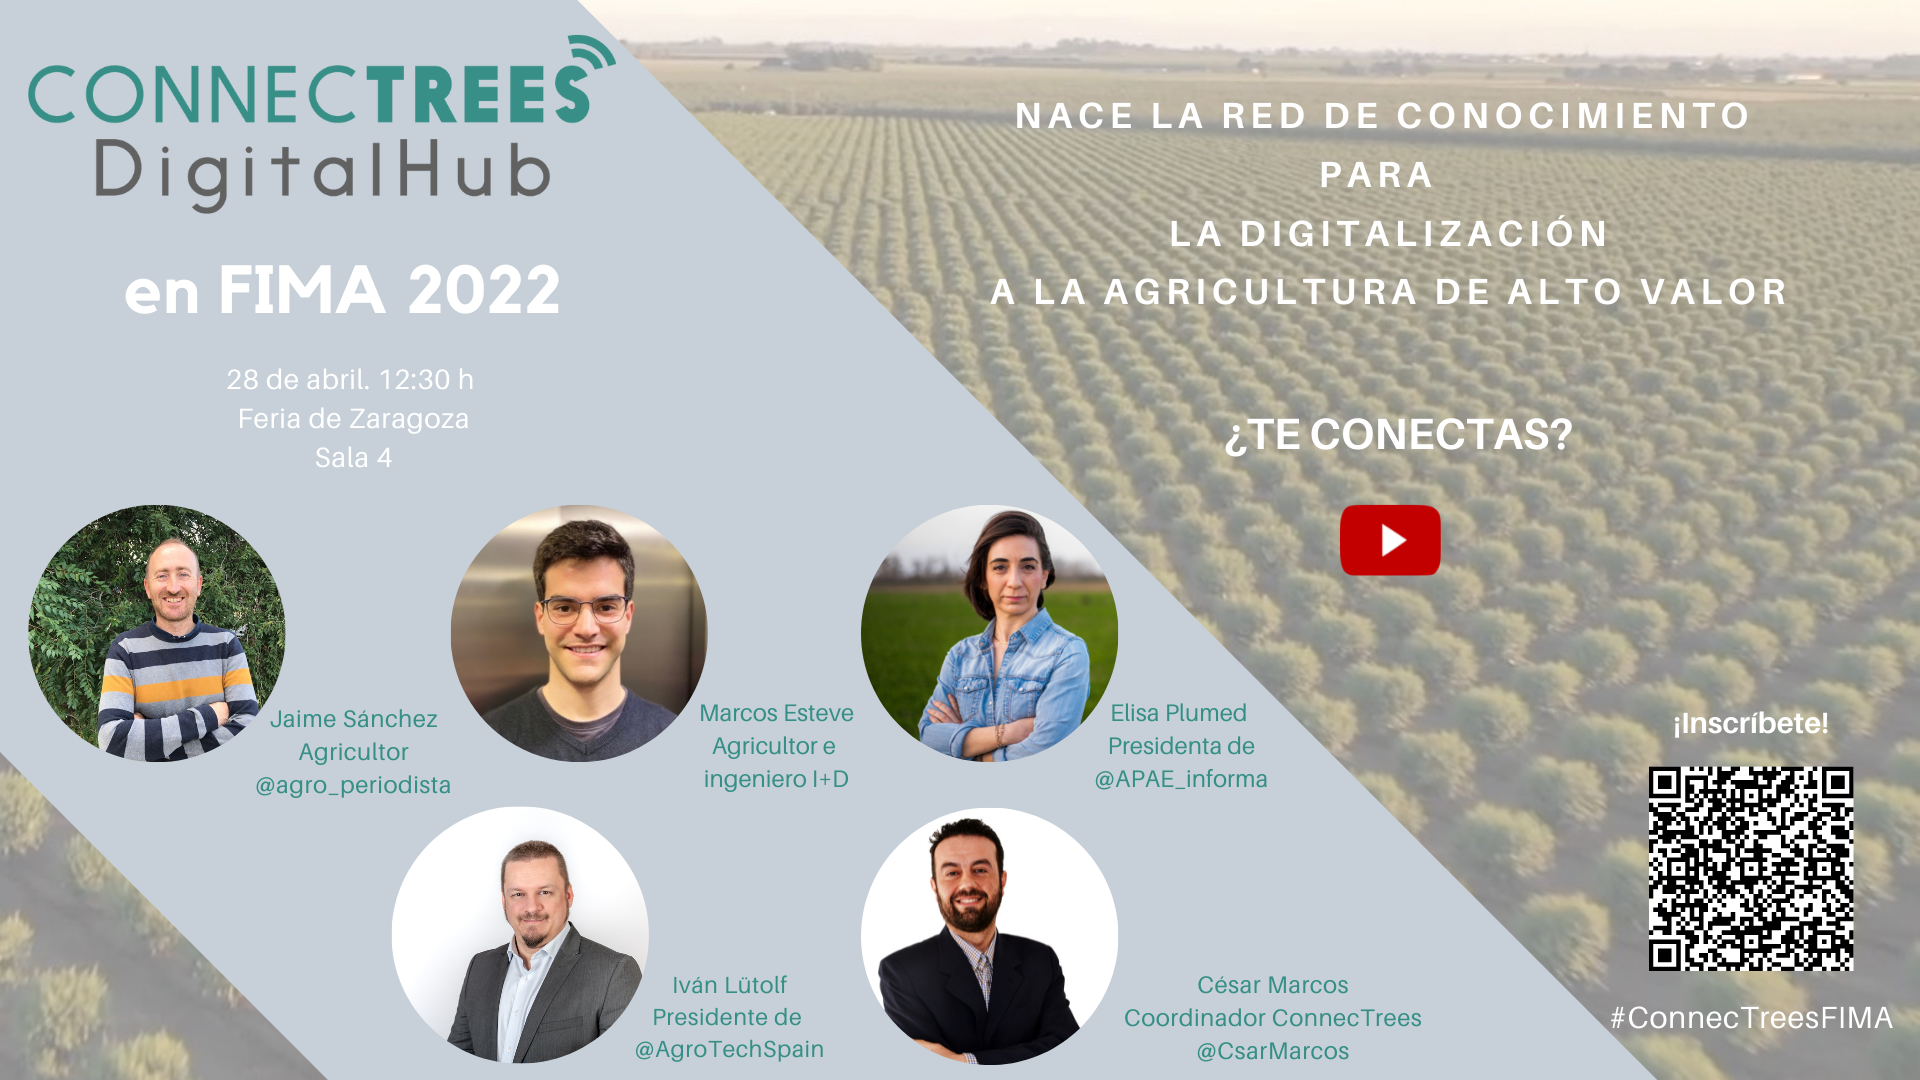 CONNECTREES
DigitalHub
en FIMA 2022
28 de abril. 12:30 h
Feria de Zaragoza
Sala 4
NACE LA RED DE CONOCIMIENTO
PARA
LA DIGITALIZACIÓN
A LA AGRICULTURA DE ALTO VALOR
¿TE CONECTAS?
Jaime Sánchez
Agricultor
@agro_periodista
Marcos Esteve
Agricultor e
ingeniero I+D
Elisa Plumed
Presidenta de
@APAE_informa
Iván Lütolf
Presidente de
@AgroTechSpain
César Marcos
Coordinador ConnecTrees
@CsarMarcos
¡Inscríbete!
#ConnecTreesFIMA